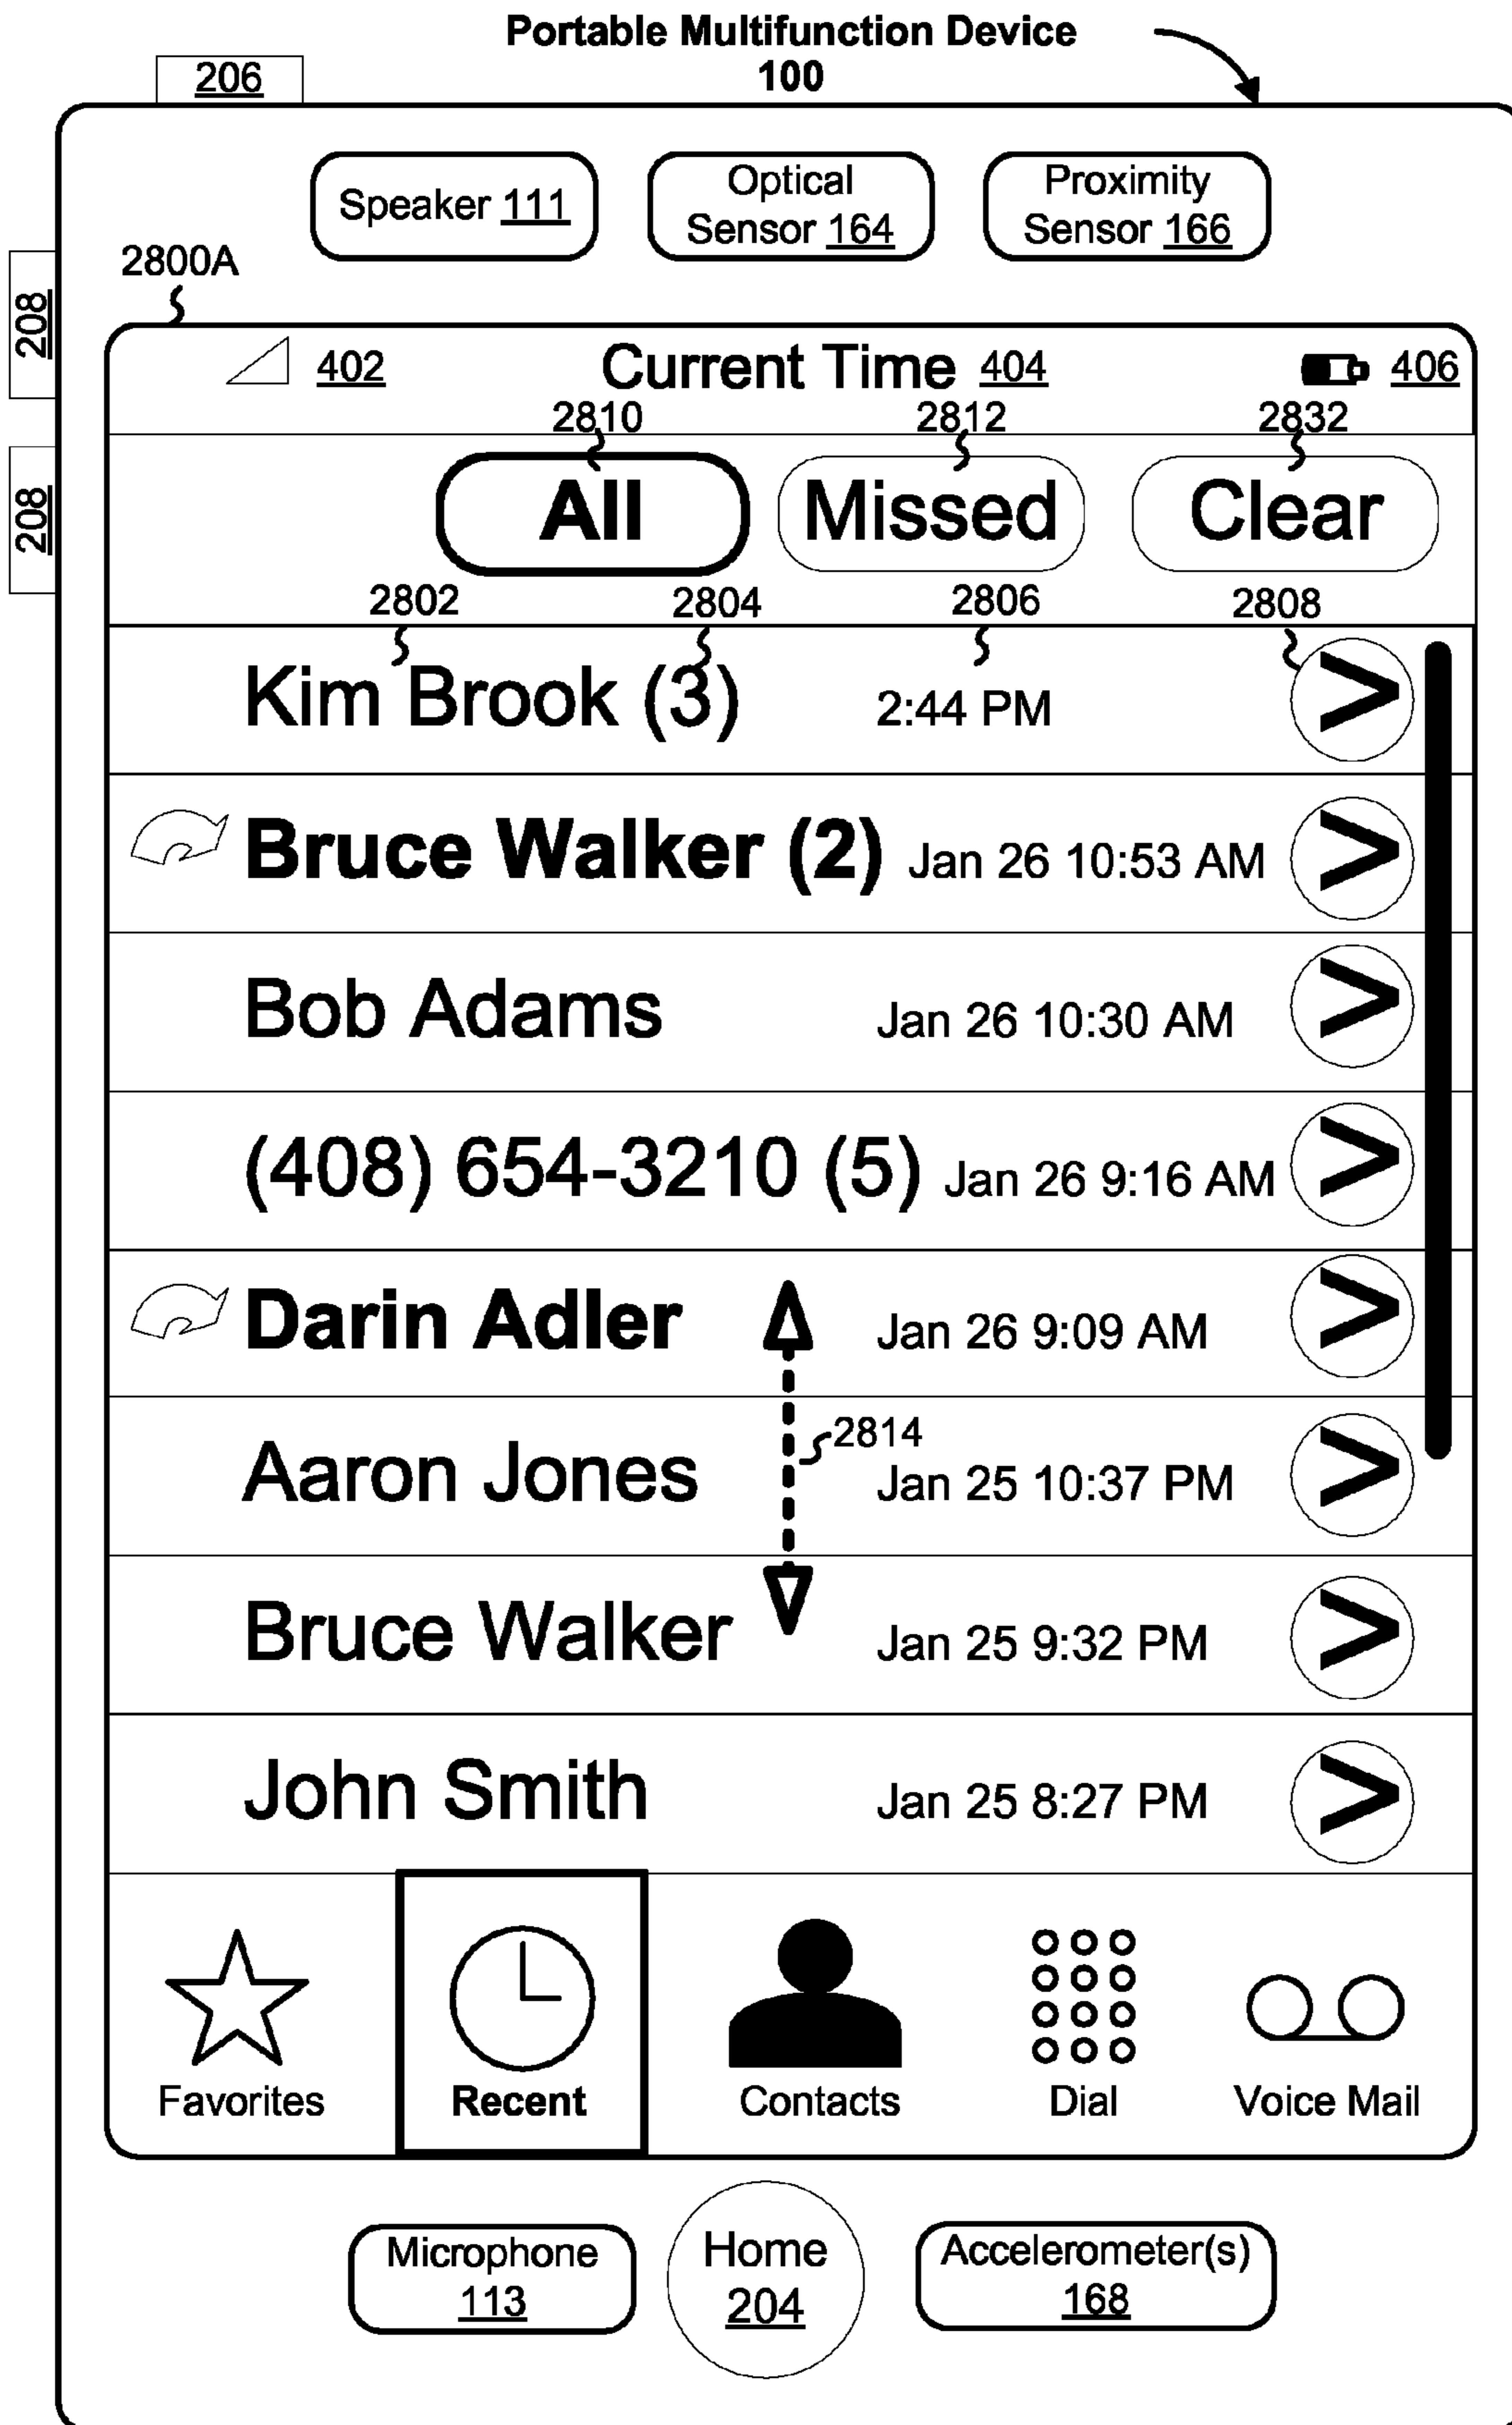 Portable Multifunction Device
100
206
Speaker 111
Optical
Sensor 164
Proximity
Sensor 166
2800A
208
208
402
Current Time 404
406
2810
2812
2832
All
Missed
Clear
2802
2804
2806
2808
Kim Brook (3) 2:44 PM >
Bruce Walker (2) Jan 26 10:53 AM >
Bob Adams Jan 26 10:30 AM >
(408) 654-3210 (5) Jan 26 9:16 AM >
Darin Adler Jan 26 9:09 AM >
2814
Aaron Jones Jan 25 10:37 PM >
Bruce Walker Jan 25 9:32 PM >
John Smith Jan 25 8:27 PM >
Favorites
Recent
Contacts
Dial
Voice Mail
Microphone
113
Home
204
Accelerometer(s)
168